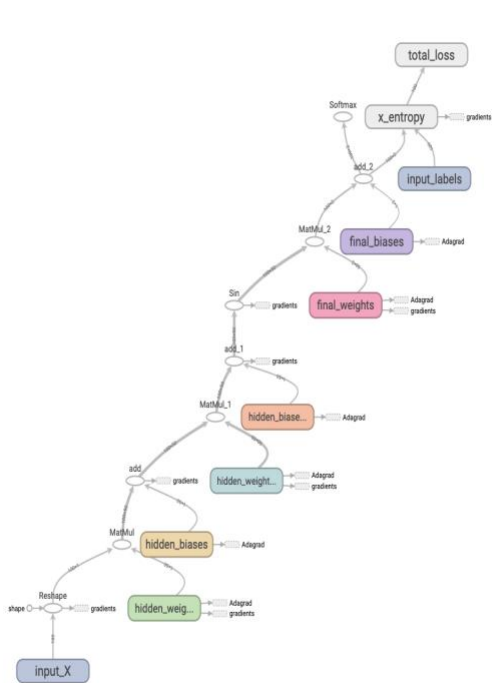 total_loss
Softmax
x_entropy
gradients
add_2
input_labels
MatMul_2
final_biases
Adagrad
Sin
gradients
final_weights
Adagrad
gradients
add_1
gradients
MatMul_1
hidden_biase...
Adagrad
add
gradients
hidden_weight...
Adagrad
gradients
MatMul
hidden_biases
Adagrad
Reshape
shape
gradients
hidden_weig...
Adagrad
gradients
input_X